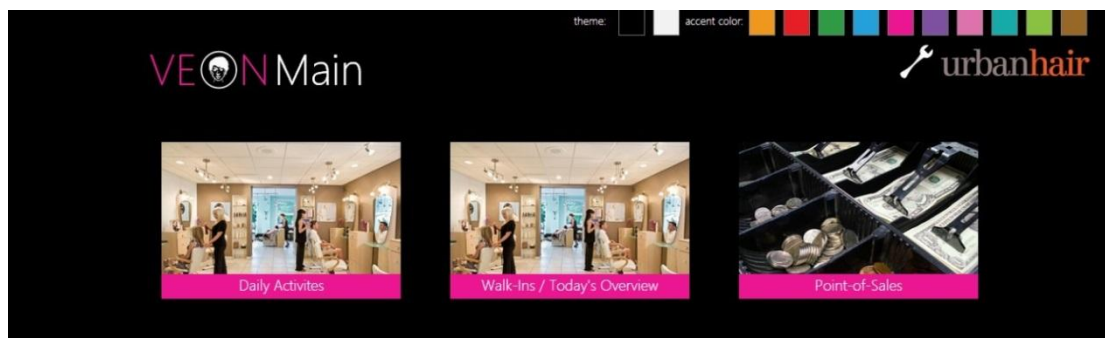 theme: accent color:
VEON Main
urbanhair
Daily Activites
Walk-Ins / Today's Overview
Point-of-Sales